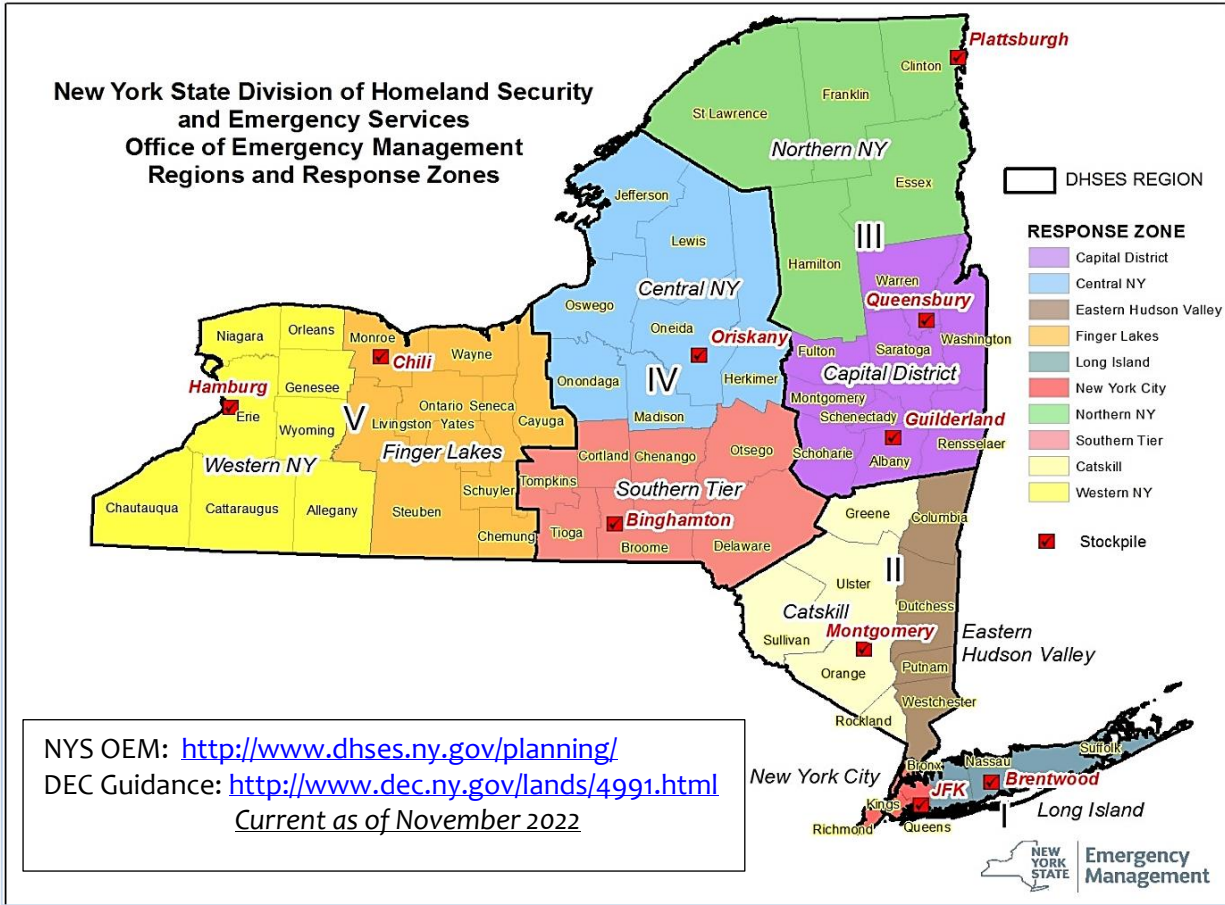 New York State Division of Homeland Security
and Emergency Services
Office of Emergency Management
Regions and Response Zones
Plattsburgh
Clinton
Franklin
St Lawrence
Northern NY
Essex
III
Hamilton
Jefferson
Lewis
Central NY
Oswego
Oneida
Oriskany
Onondaga
IV
Herkimer
Madison
Warren
Queensbury
Washington
Fulton
Saratoga
Capital District
Montgomery
Schenectady
Guilderland
Schoharie
Albany
Rensselaer
Niagara
Orleans
Monroe
Chili
Wayne
Hamburg
Genesee
Erie
Wyoming
V
Livingston
Ontario
Seneca
Yates
Cayuga
Western NY
Finger Lakes
Chautauqua
Cattaraugus
Allegany
Steuben
Schuyler
Chemung
Cortland
Chenango
Otsego
Tompkins
Southern Tier
Tioga
Binghamton
Broome
Delaware
Greene
Columbia
Ulster
II
Catskill
Dutchess
Sullivan
Montgomery
Eastern
Hudson Valley
Orange
Putnam
Westchester
Rockland
New York City
Bronx
Nassau
Suffolk
JFK
Brentwood
Kings
Long Island
Richmond
Queens
I
DHSES REGION
RESPONSE ZONE
Capital District
Central NY
Eastern Hudson Valley
Finger Lakes
Long Island
New York City
Northern NY
Southern Tier
Catskill
Western NY
Stockpile
NYS OEM: http://www.dhses.ny.gov/planning/
DEC Guidance: http://www.dec.ny.gov/lands/4991.html
Current as of November 2022
NEW
YORK
STATE
Emergency
Management